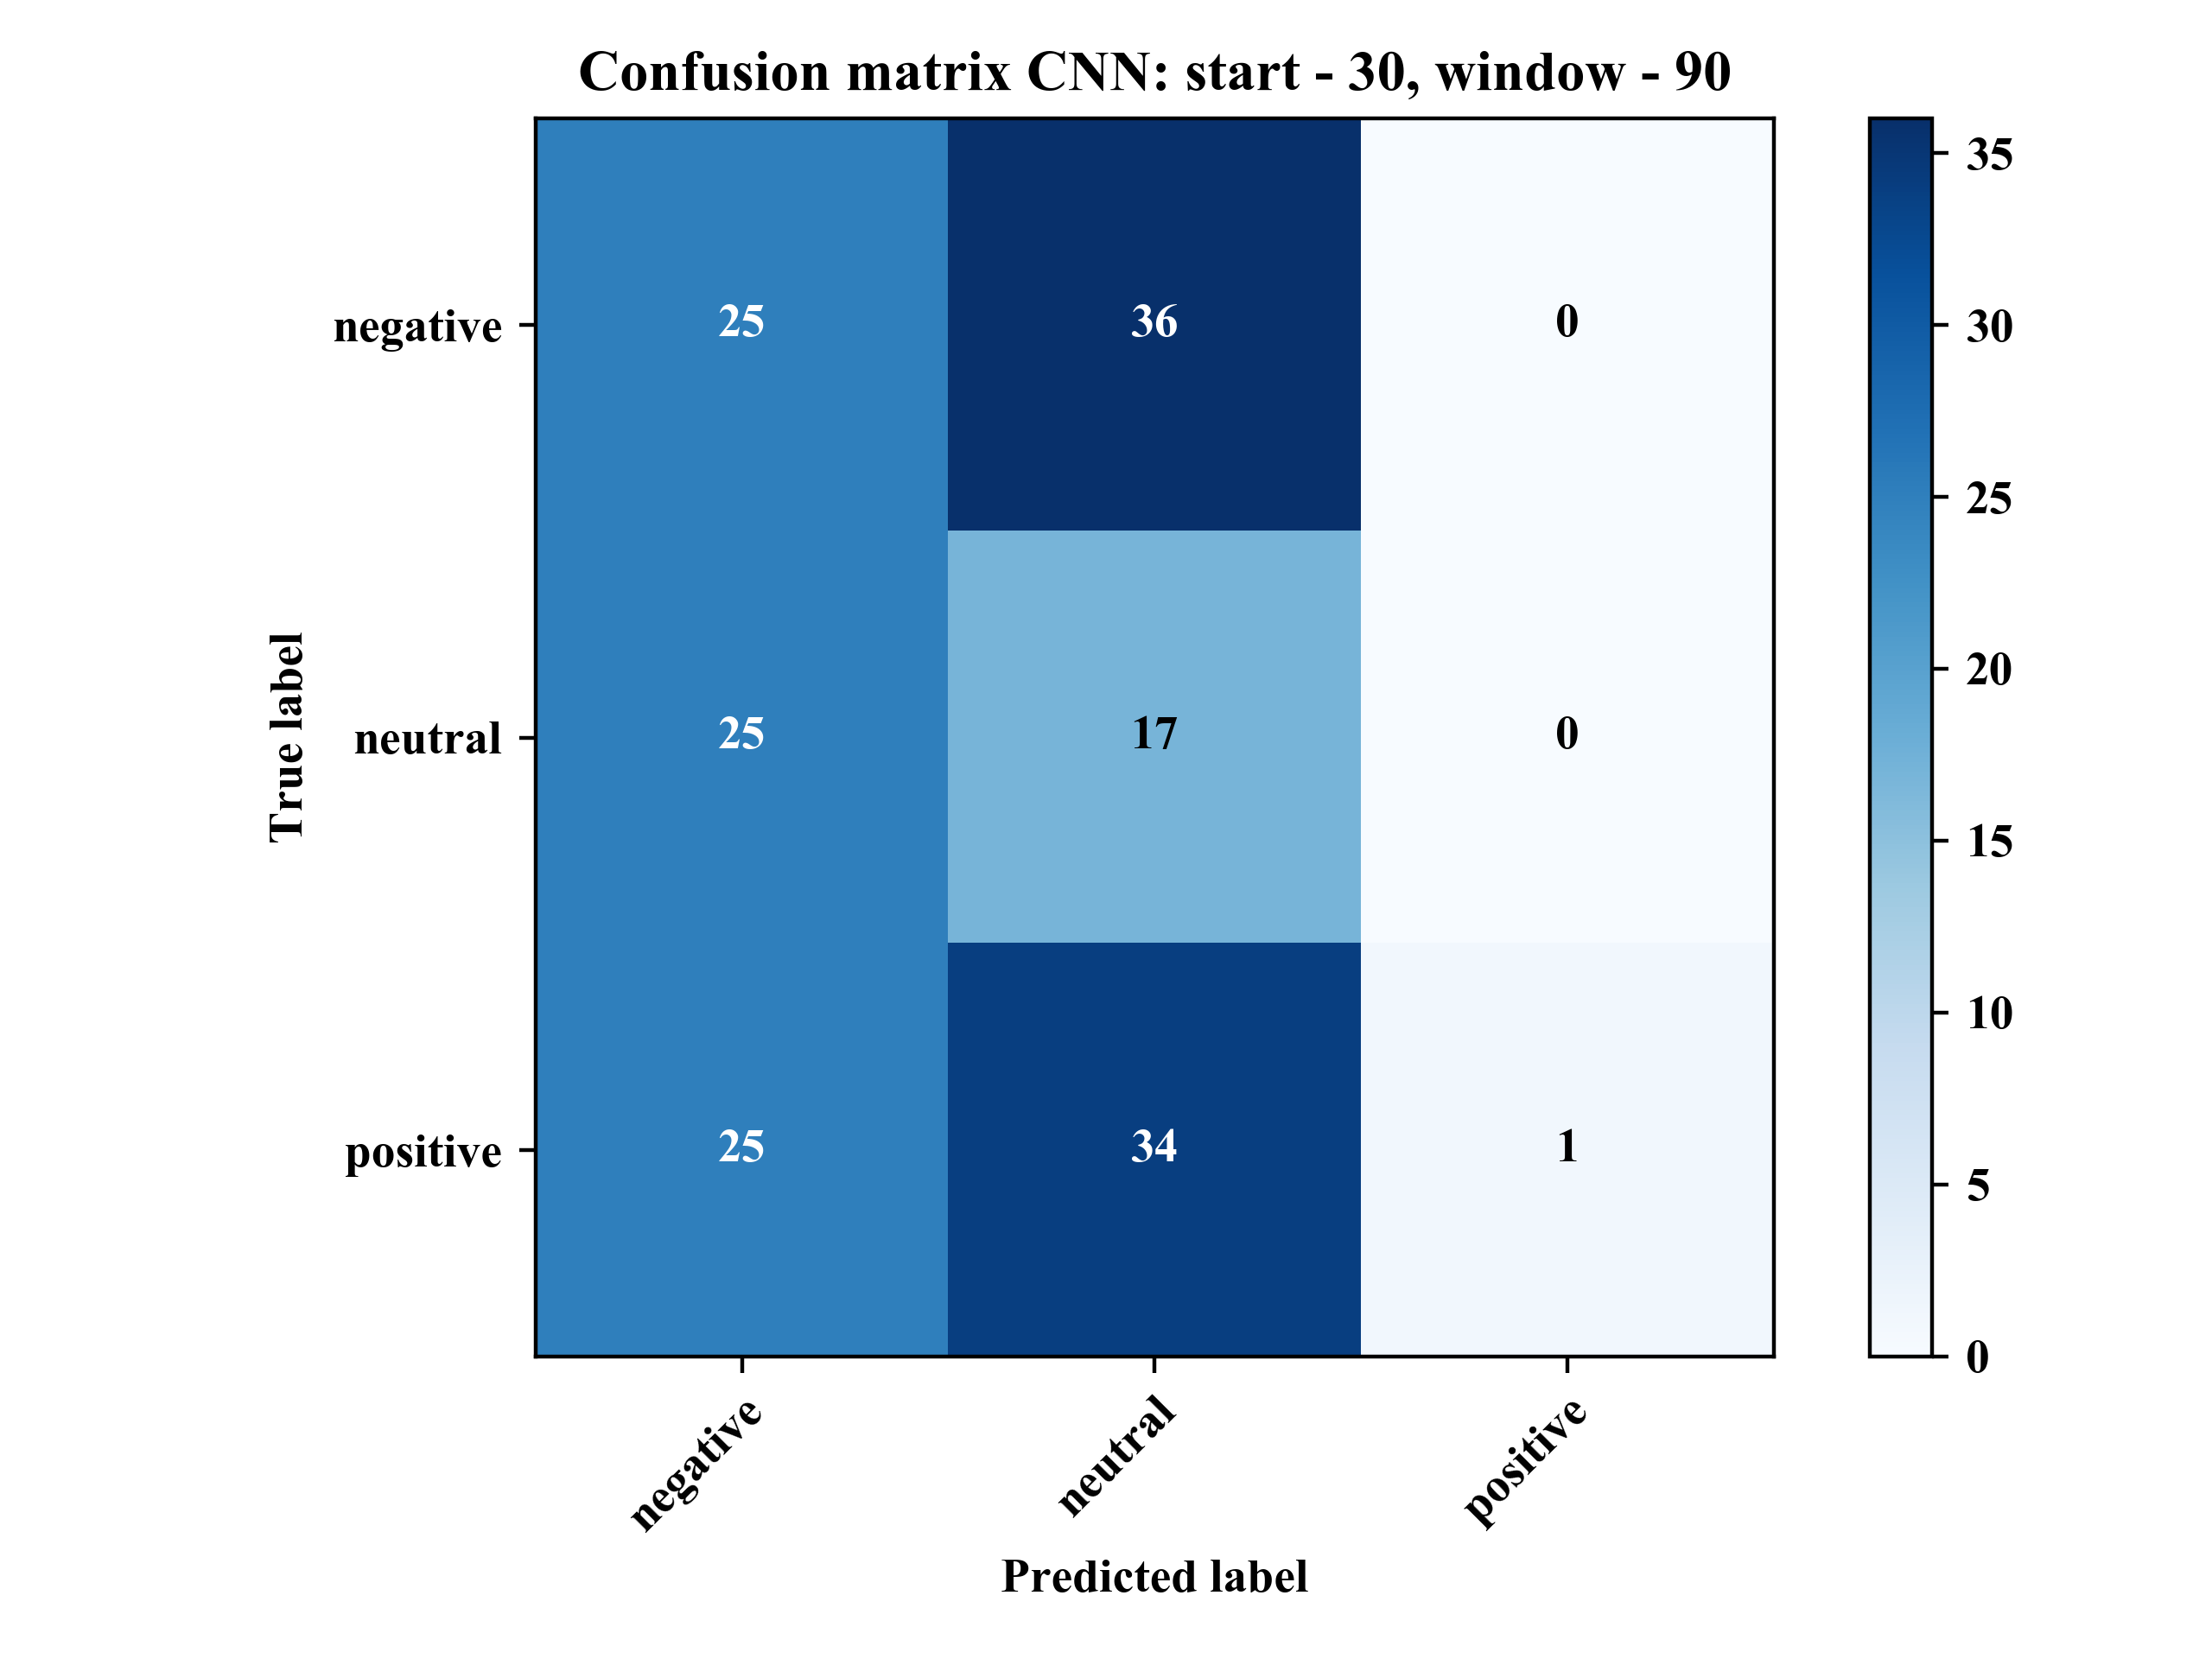 Confusion matrix CNN: start - 30, window - 90
True label
negative 25 36 0
neutral 25 17 0
positive 25 34 1
negative neutral positive
Predicted label
35
30
25
20
15
10
5
0